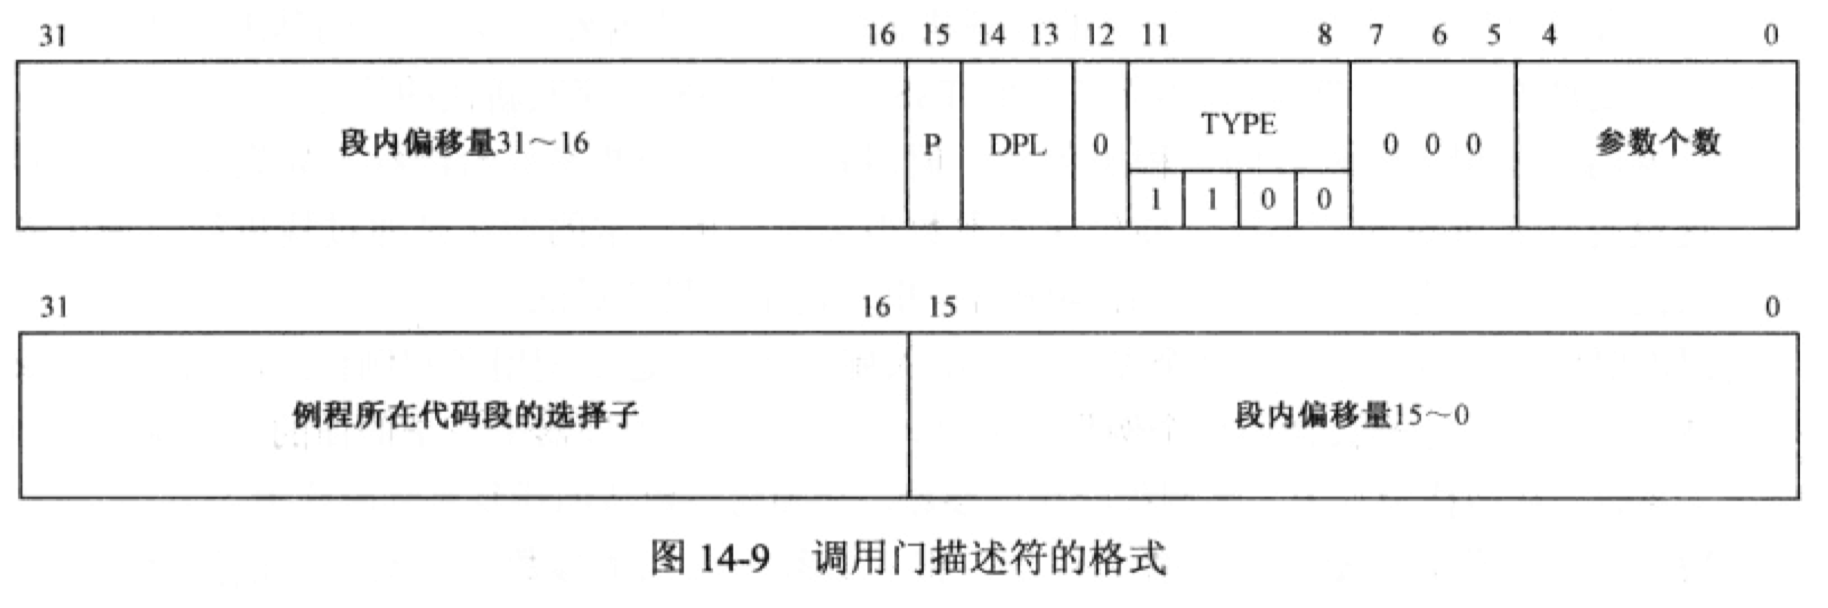 31 16 15 14 13 12 11 8 7 6 5 4 0
段内偏移量31～16 P DPL 0 TYPE 0 0 0 参数个数
1 1 0 0
31 16 15 0
例程所在代码段的选择子 段内偏移量15～0
图 14-9 调用门描述符的格式